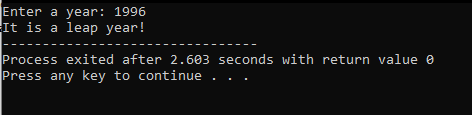 Enter a year: 1996
It is a leap year!
--------------------------------
Process exited after 2.603 seconds with return value 0
Press any key to continue . . .